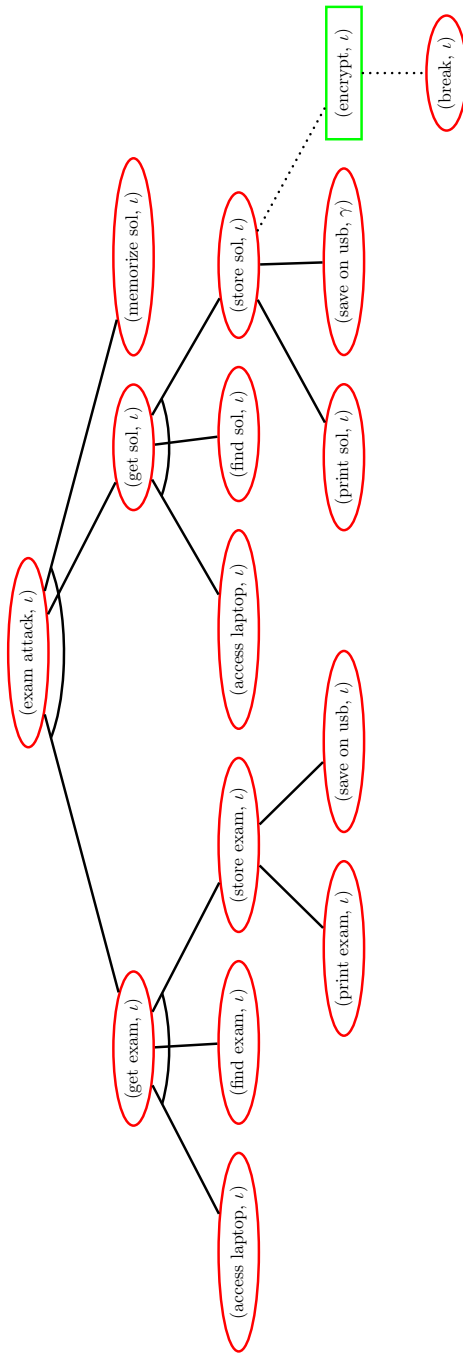 (exam attack, ι)
(get exam, ι)
(get sol, ι)
(memorize sol, ι)
(access laptop, ι)
(find exam, ι)
(store exam, ι)
(access laptop, ι)
(find sol, ι)
(store sol, ι)
(print exam, ι)
(save on usb, ι)
(print sol, ι)
(save on usb, γ)
(encrypt, ι)
(break, ι)